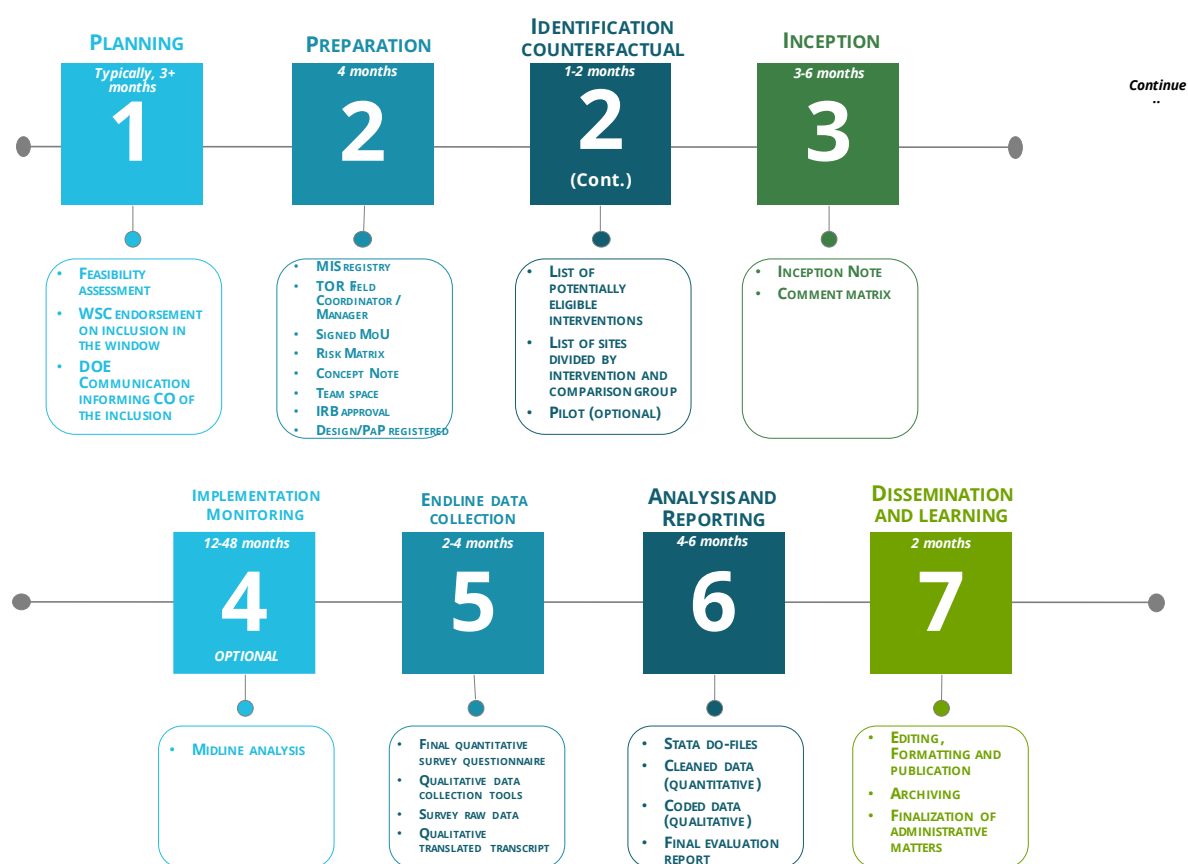 PLANNING
Typically, 3+
months
1
• FEASIBILITY
ASSESSMENT
• WSC ENDORSEMENT
ON INCLUSION IN
THE WINDOW
• DOE
COMMUNICATION
INFORMING CO OF
THE INCLUSION
PREPARATION
4 months
2
• MIS REGISTRY
• TOR FIELD
COORDINATOR /
MANAGER
• SIGNED MOU
• RISK MATRIX
• CONCEPT NOTE
• TEAM SPACE
• IRB APPROVAL
• DESIGN/PAP REGISTERED
IDENTIFICATION
COUNTERFACTUAL
1-2 months
2
(Cont.)
• LIST OF
POTENTIALLY
ELIGIBLE
INTERVENTIONS
• LIST OF SITES
DIVIDED BY
INTERVENTION AND
COMPARISON GROUP
• PILOT (OPTIONAL)
INCEPTION
3-6 months
3
• INCEPTION NOTE
• COMMENT MATRIX
Continue
..
IMPLEMENTATION
MONITORING
12-48 months
4
OPTIONAL
• MIDLINE ANALYSIS
ENDLINE DATA
COLLECTION
2-4 months
5
• FINAL QUANTITATIVE
SURVEY QUESTIONNAIRE
• QUALITATIVE DATA
COLLECTION TOOLS
• SURVEY RAW DATA
• QUALITATIVE
TRANSLATED TRANSCRIPT
ANALYSIS AND
REPORTING
4-6 months
6
• STATA DO-FILES
• CLEANED DATA
(QUANTITATIVE)
• CODED DATA
(QUALITATIVE)
• FINAL EVALUATION
REPORT
DISSEMINATION
AND LEARNING
2 months
7
• EDITING,
FORMATTING AND
PUBLICATION
• ARCHIVING
• FINALIZATION OF
ADMINISTRATIVE
MATTERS